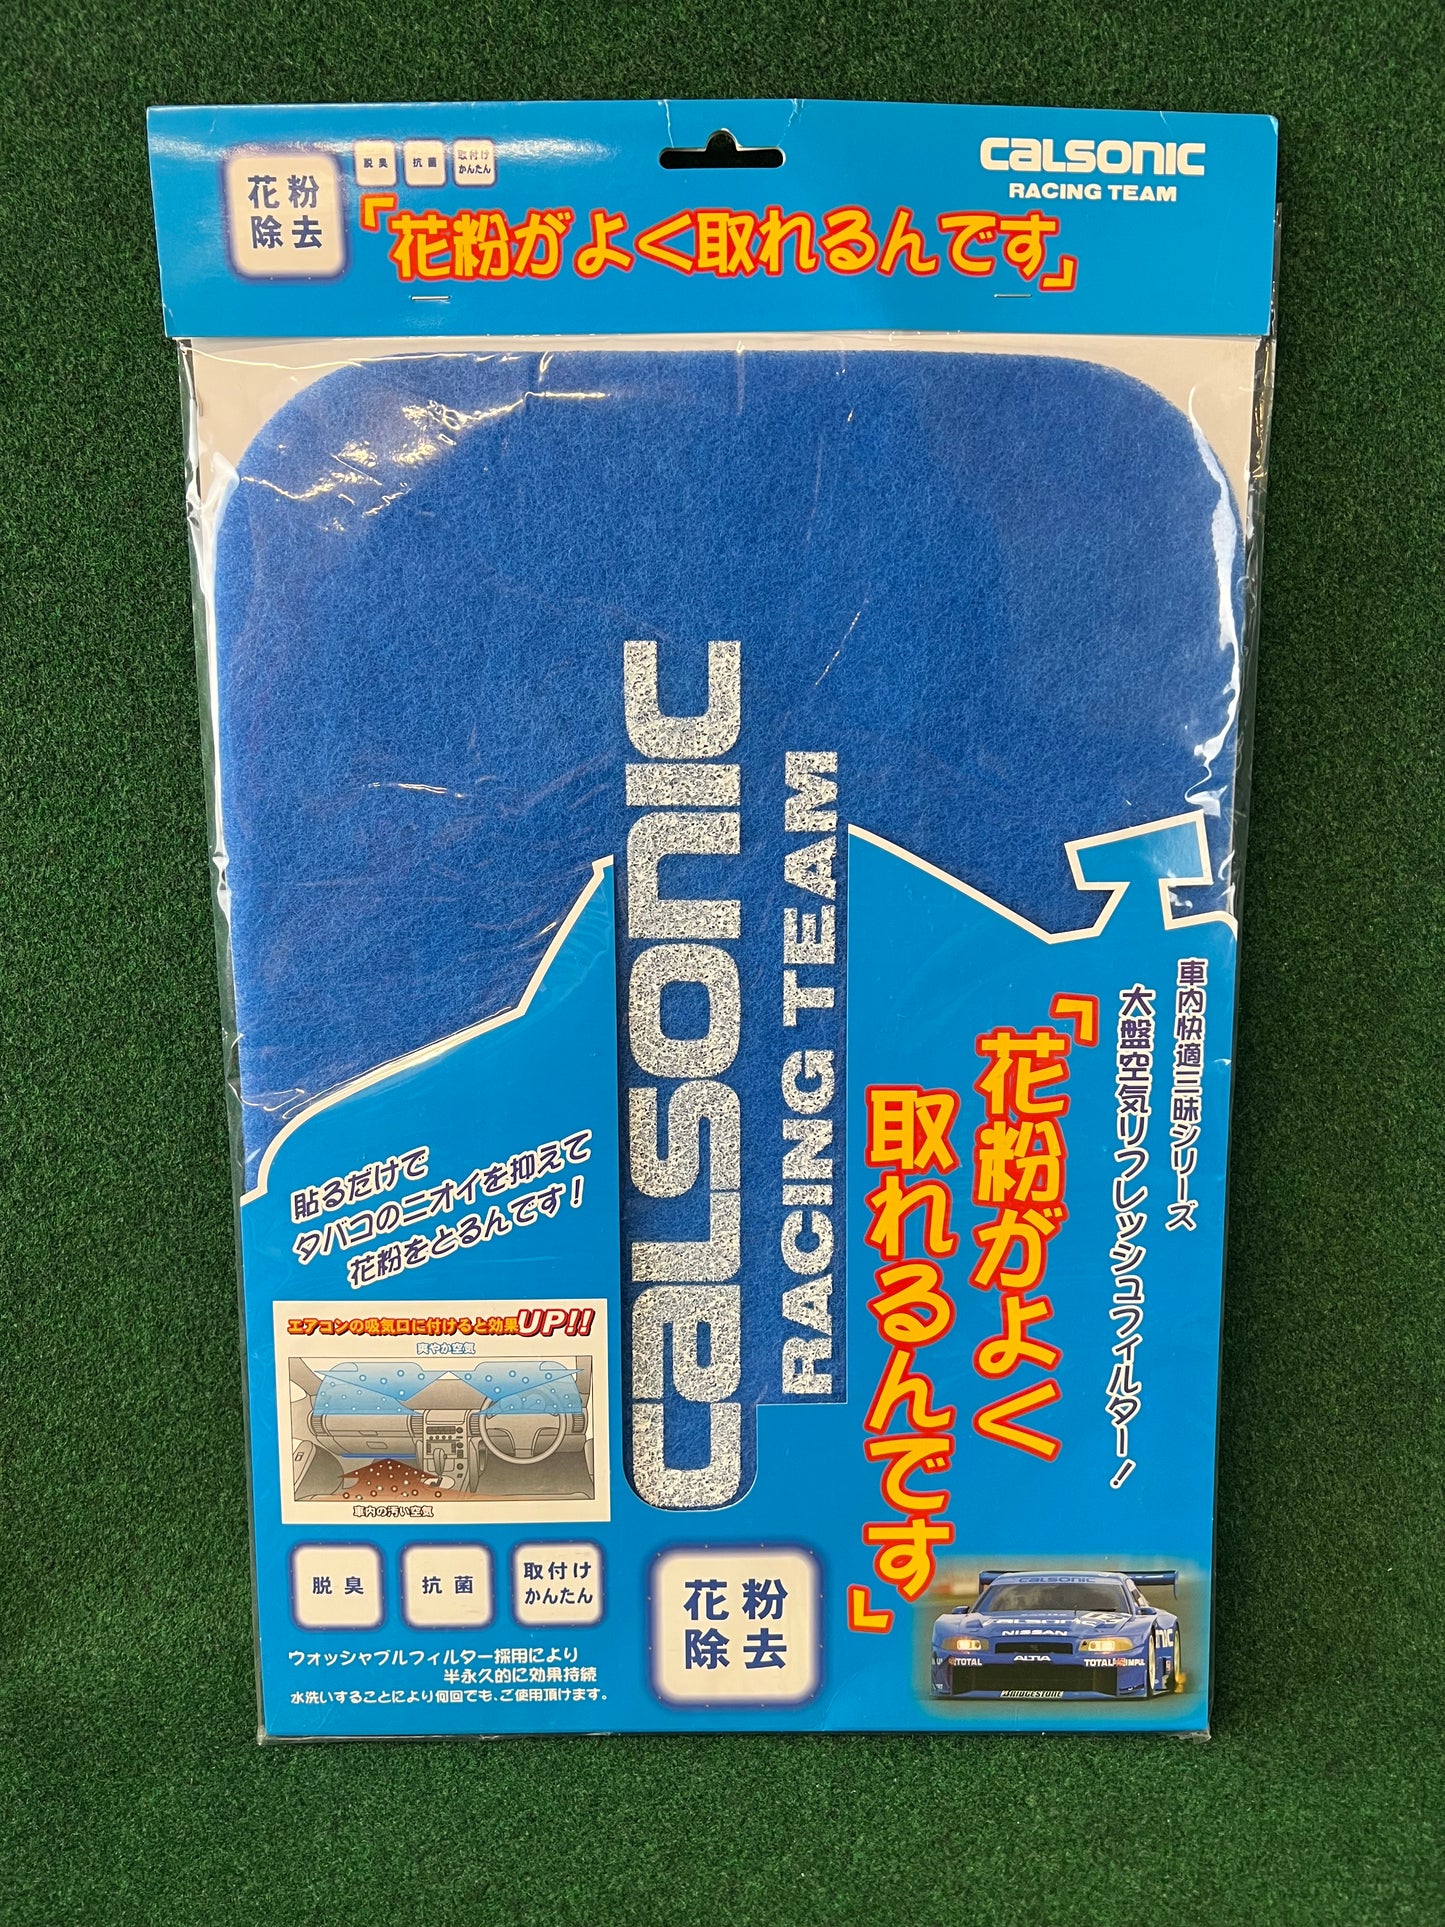 花粉
除去
脱臭
抗菌
取付け
かんたん
CALSONIC
RACING TEAM
「花粉がよく取れるんです」
CALSONIC
RACING TEAM
車内快適三昧シリーズ
大盤空気リフレッシュフィルター！
「花粉がよく
取れるんです」
貼るだけで
タバコのニオイを抑えて
花粉をとるんです！
エアコンの吸気口に付けると効果UP!!
爽やか空気
車内の汚い空気
脱臭
抗菌
取付け
かんたん
花粉
除去
ウォッシャブルフィルター採用により
半永久的に効果持続
水洗いすることにより何回でも、ご使用頂けます。
CALSONIC
CALSONIC
NISSAN
ALTIA
TOTAL
TOTAL
IMPUL
BRIDGESTONE